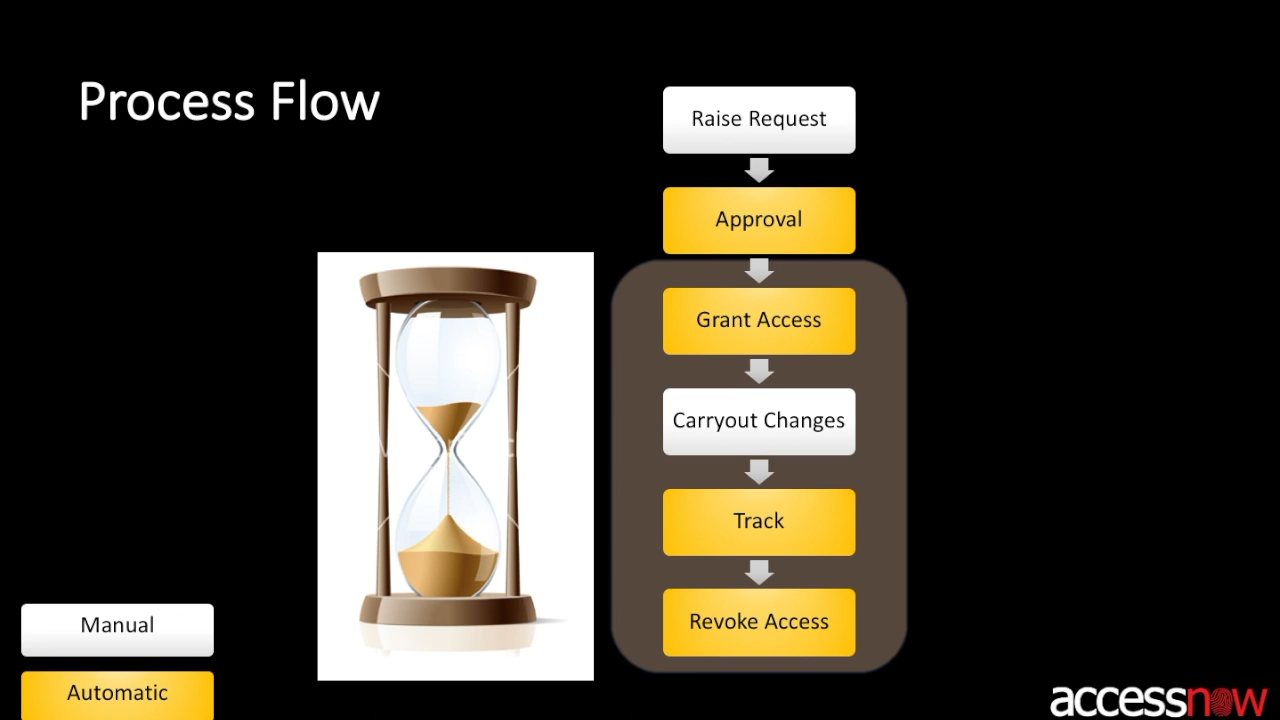 Process Flow
Raise Request
Approval
Grant Access
Carryout Changes
Track
Revoke Access
Manual
Automatic
accessnow